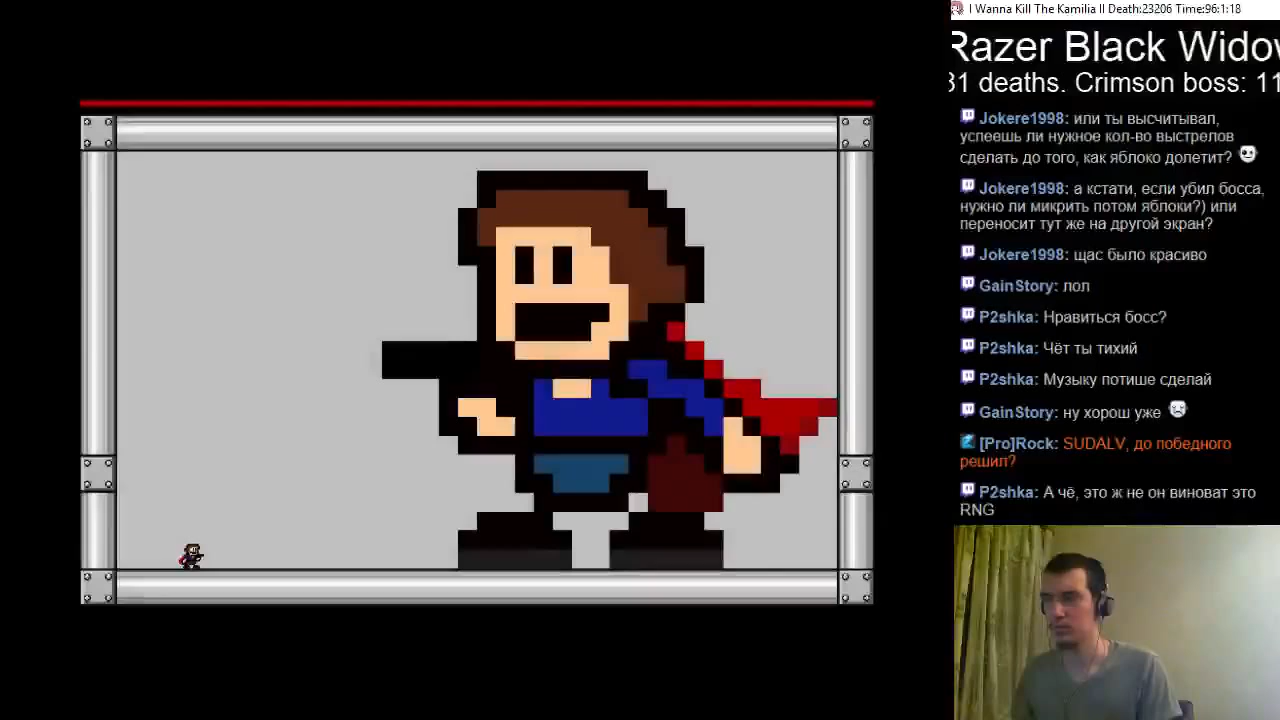 I Wanna Kill The Kamilia II Death:23206 Time:96:1:18
Razer Black Widow
31 deaths. Crimson boss: 11
Jokere1998: или ты высчитывал,
успеешь ли нужное кол-во выстрелов
сделать до того, как яблоко долетит?
Jokere1998: а кстати, если убил босса,
нужно ли микрить потом яблоки?) или
переносит тут же на другой экран?
Jokere1998: щас было красиво
GainStory: лол
P2shka: Нравиться босс?
P2shka: Чёт ты тихий
P2shka: Музыку потише сделай
GainStory: ну хорош уже
[Pro]Rock: SUDALV, до победного
решил?
P2shka: А чё, это ж не он виноват это
RNG